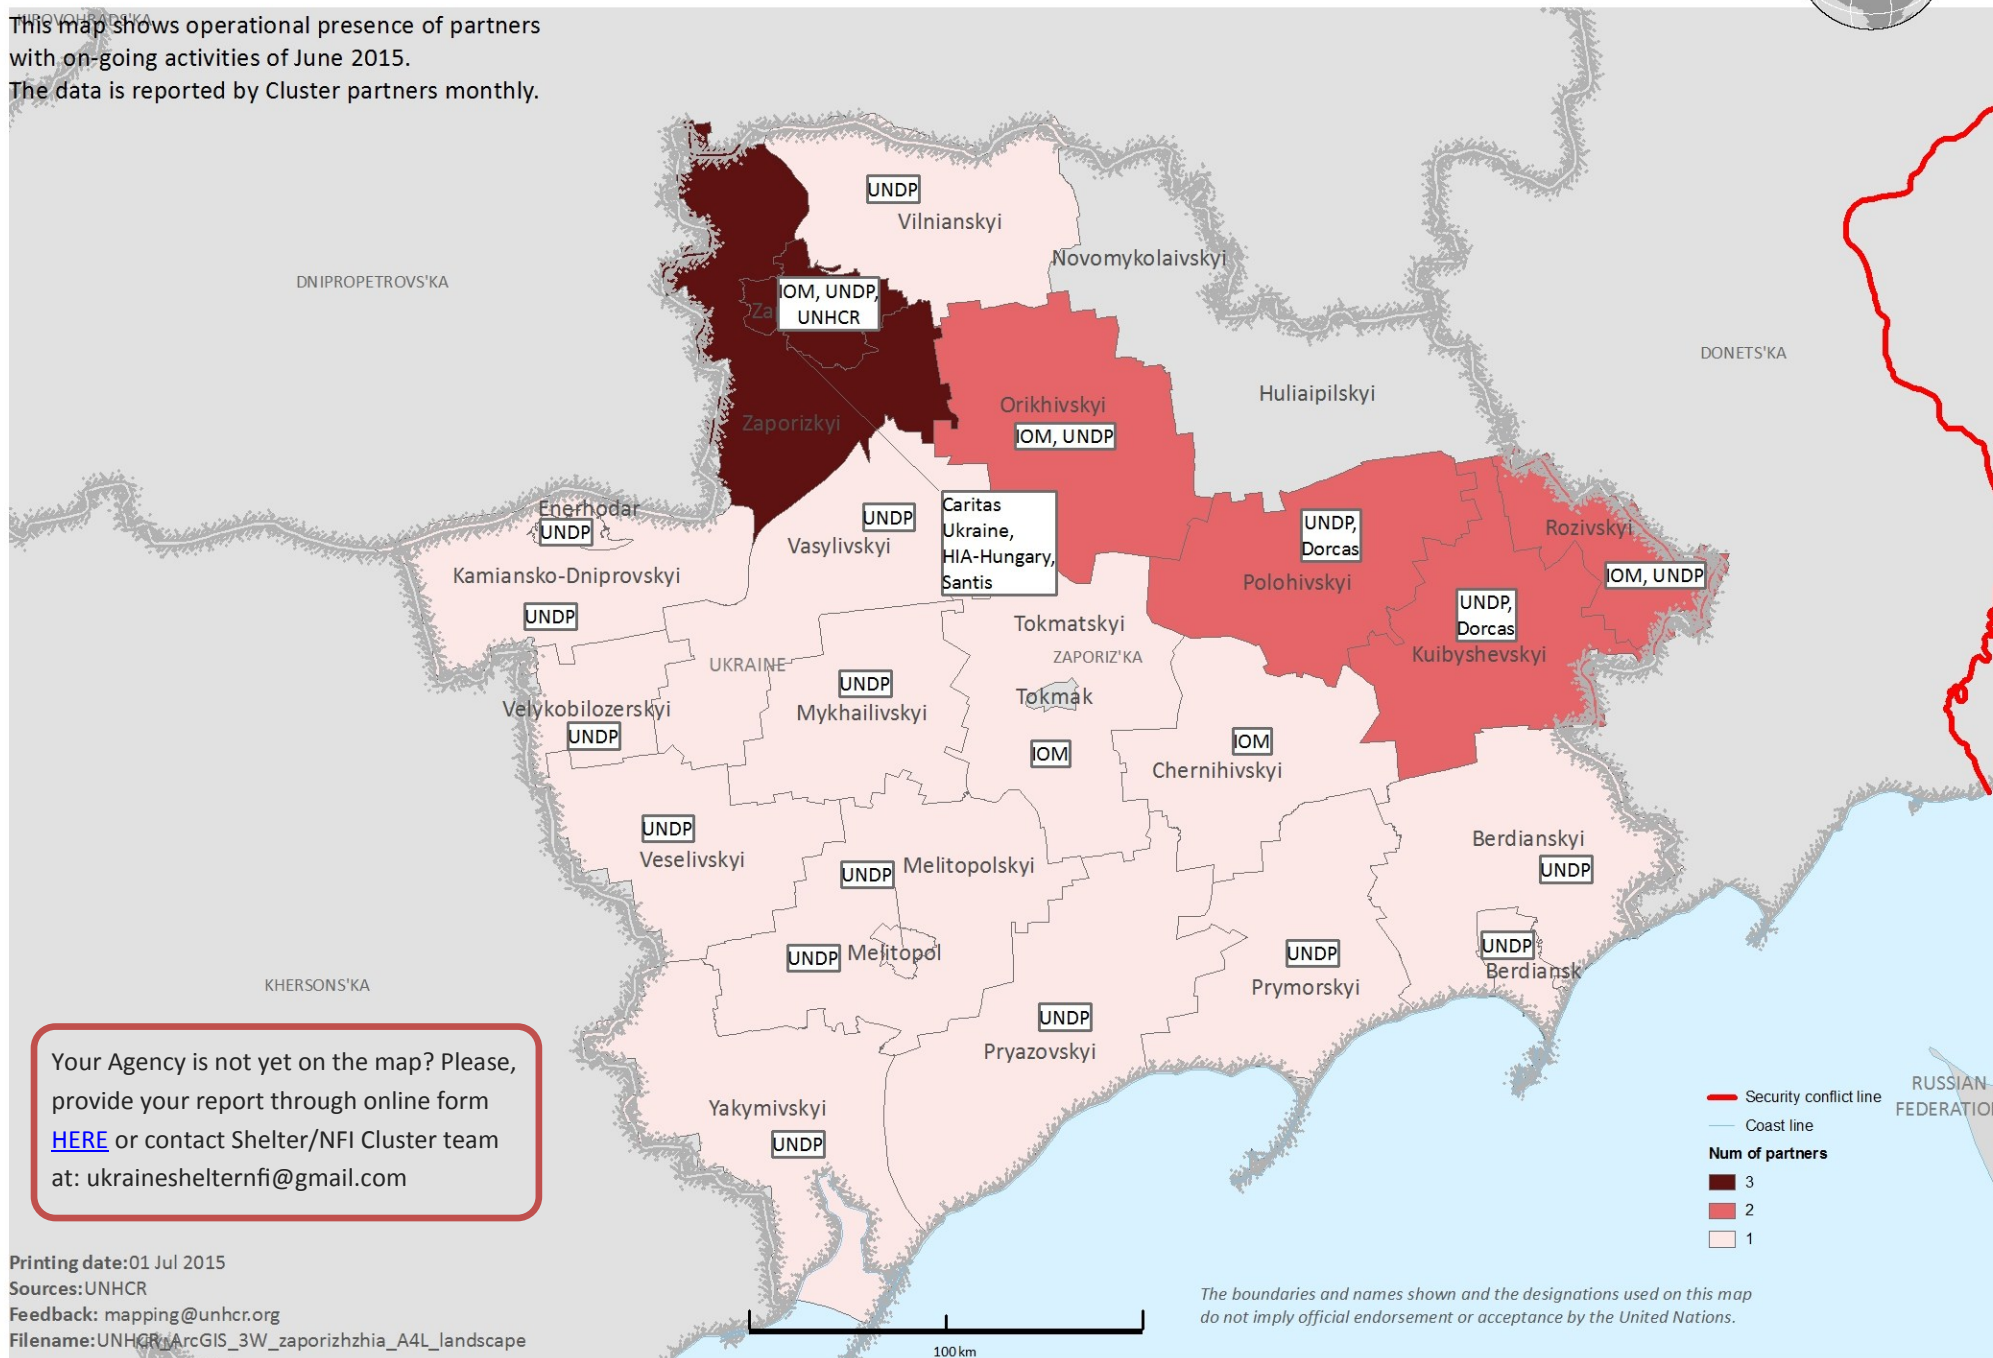 KIROVOHRADS'KA
This map shows operational presence of partners
with on-going activities of June 2015.
The data is reported by Cluster partners monthly.
UNDP
Vilnianskyi
Novomykolaivskyi
DNIPROPETROVS'KA
IOM, UNDP,
UNHCR
Za
DONETS'KA
Huliaipilskyi
Orikhivskyi
IOM, UNDP
Zaporizkyi
Enerhodar
UNDP
Kamiansko-Dniprovskyi
UNDP
UNDP
Vasylivskyi
Caritas
Ukraine,
HIA-Hungary,
Santis
UNDP,
Dorcas
Polohivskyi
Rozivskyi
IOM, UNDP
UNDP,
Dorcas
Kuibyshevskyi
Tokmatskyi
ZAPORIZ'KA
Tokmak
IOM
UKRAINE
UNDP
Mykhailivskyi
Velykobilozerskyi
UNDP
IOM
Chernihivskyi
UNDP
Veselivskyi
UNDP
Melitopolskyi
Berdianskyi
UNDP
UNDP
Melitopol
UNDP
Prymorskyi
UNDP
Berdiansk
KHERSONS'KA
UNDP
Pryazovskyi
Yakymivskyi
UNDP
Your Agency is not yet on the map? Please,
provide your report through online form
HERE or contact Shelter/NFI Cluster team
at: ukraineshelternfi@gmail.com
Security conflict line
Coast line
Num of partners
3
2
1
RUSSIAN
FEDERATION
Printing date:01 Jul 2015
Sources:UNHCR
Feedback: mapping@unhcr.org
Filename:UNHCR_ArcGIS_3W_zaporizhzhia_A4L_landscape
100 km
The boundaries and names shown and the designations used on this map
do not imply official endorsement or acceptance by the United Nations.